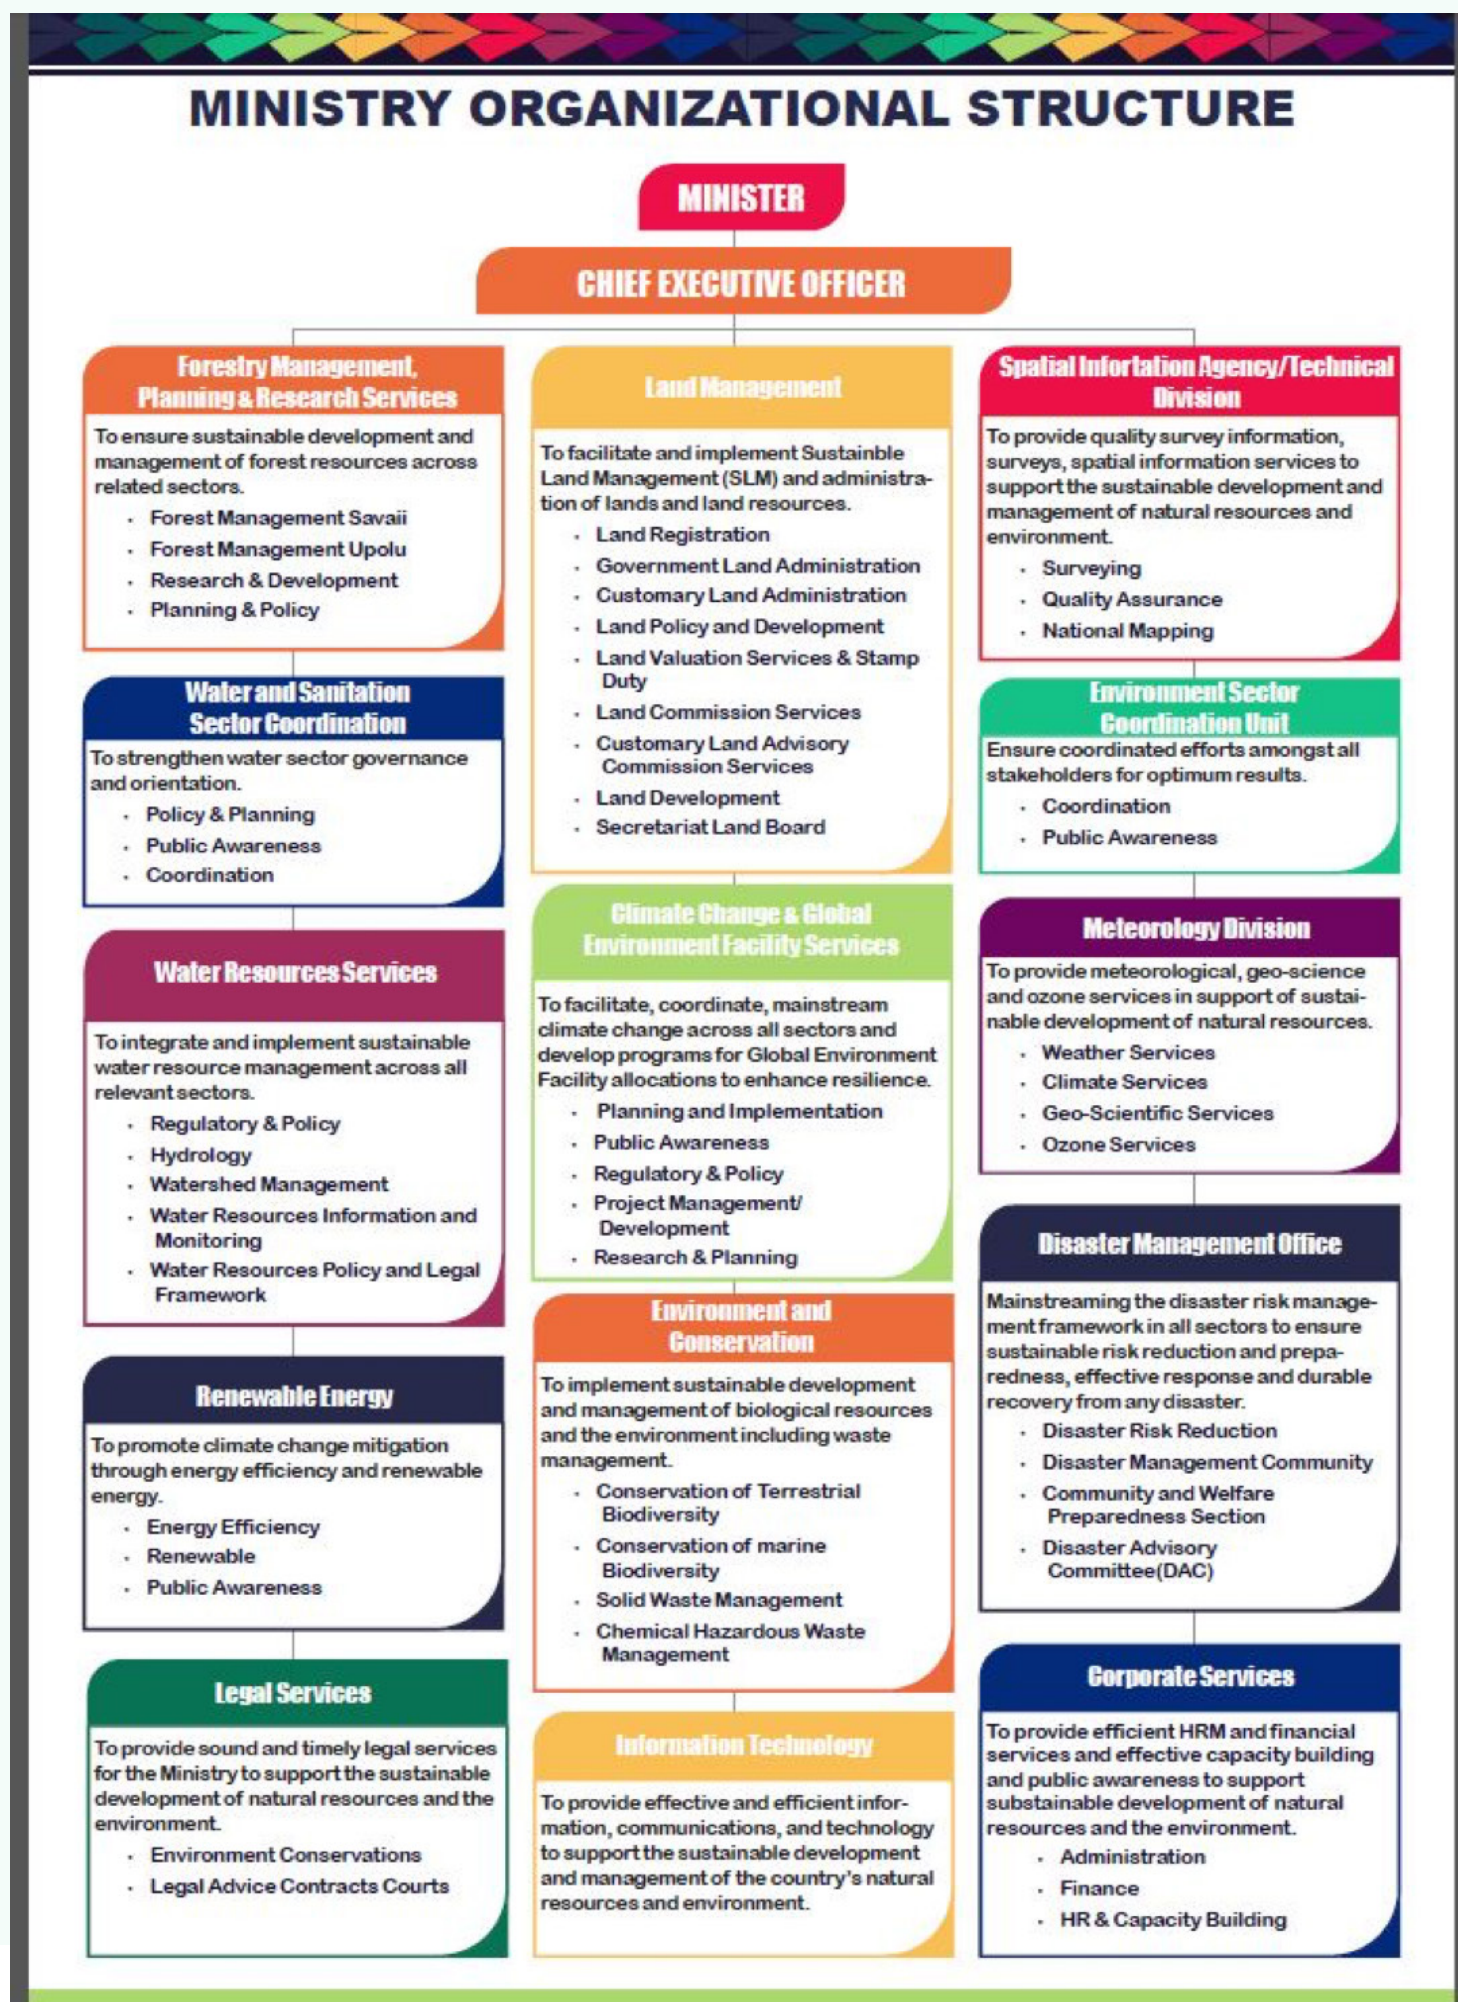 MINISTRY ORGANIZATIONAL STRUCTURE
MINISTER
CHIEF EXECUTIVE OFFICER
Forestry Management,
Planning & Research Services
To ensure sustainable development and
management of forest resources across
related sectors.
· Forest Management Savaii
· Forest Management Upolu
· Research & Development
· Planning & Policy
Water and Sanitation
Sector Coordination
To strengthen water sector governance
and orientation.
· Policy & Planning
· Public Awareness
· Coordination
Water Resources Services
To integrate and implement sustainable
water resource management across all
relevant sectors.
· Regulatory & Policy
· Hydrology
· Watershed Management
· Water Resources Information and
Monitoring
· Water Resources Policy and Legal
Framework
Renewable Energy
To promote climate change mitigation
through energy efficiency and renewable
energy.
· Energy Efficiency
· Renewable
· Public Awareness
Legal Services
To provide sound and timely legal services
for the Ministry to support the sustainable
development of natural resources and the
environment.
· Environment Conservations
· Legal Advice Contracts Courts
Land Management
To facilitate and implement Sustainble
Land Management (SLM) and administra-
tion of lands and land resources.
· Land Registration
· Government Land Administration
· Customary Land Administration
· Land Policy and Development
· Land Valuation Services & Stamp
Duty
· Land Commission Services
· Customary Land Advisory
Commission Services
· Land Development
· Secretariat Land Board
Climate Change & Global
Environment Facility Services
To facilitate, coordinate, mainstream
climate change across all sectors and
develop programs for Global Environment
Facility allocations to enhance resilience.
· Planning and Implementation
· Public Awareness
· Regulatory & Policy
· Project Management/
Development
· Research & Planning
Environment and
Conservation
To implement sustainable development
and management of biological resources
and the environment including waste
management.
· Conservation of Terrestrial
Biodiversity
· Conservation of marine
Biodiversity
· Solid Waste Management
· Chemical Hazardous Waste
Management
Information Technology
To provide effective and efficient infor-
mation, communications, and technology
to support the sustainable development
and management of the country's natural
resources and environment.
Spatial Infortation Agency/Technical
Division
To provide quality survey information,
surveys, spatial information services to
support the sustainable development and
management of natural resources and
environment.
· Surveying
· Quality Assurance
· National Mapping
Environment Sector
Coordination Unit
Ensure coordinated efforts amongst all
stakeholders for optimum results.
· Coordination
· Public Awareness
Meteorology Division
To provide meteorological, geo-science
and ozone services in support of sustai-
nable development of natural resources.
· Weather Services
· Climate Services
· Geo-Scientific Services
· Ozone Services
Disaster Management Office
Mainstreaming the disaster risk manage-
ment framework in all sectors to ensure
sustainable risk reduction and prepa-
redness, effective response and durable
recovery from any disaster.
· Disaster Risk Reduction
· Disaster Management Community
· Community and Welfare
Preparedness Section
· Disaster Advisory
Committee(DAC)
Corporate Services
To provide efficient HRM and financial
services and effective capacity building
and public awareness to support
substainable development of natural
resources and the environment.
· Administration
· Finance
· HR & Capacity Building